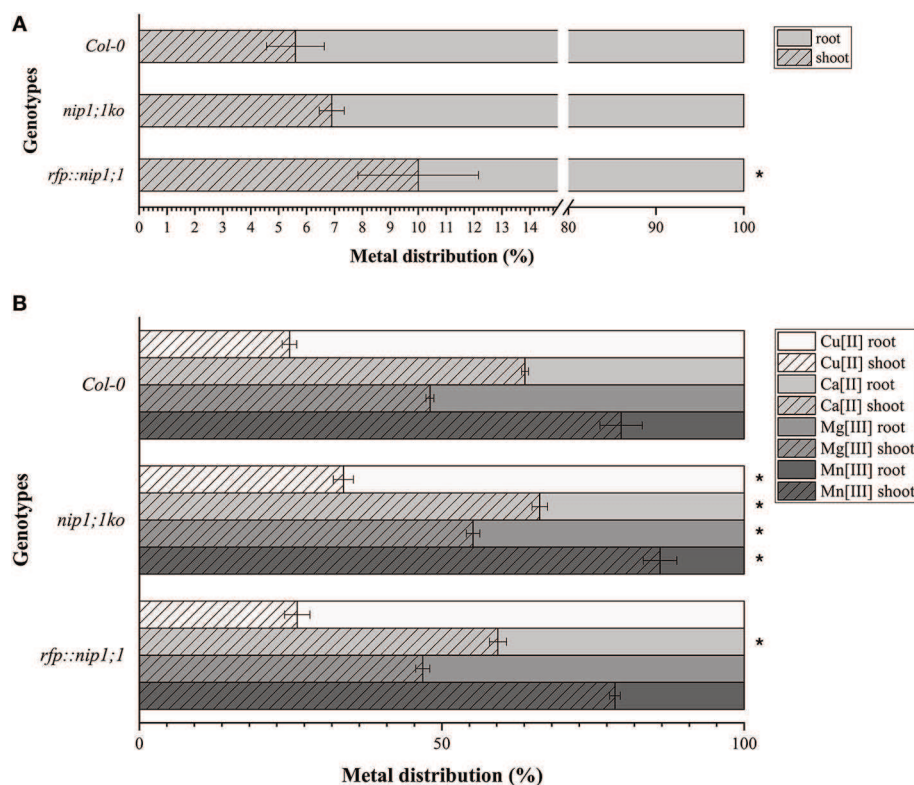 A
Genotypes
Col-0
nip1;1ko
rfp::nip1;1
*
root
shoot
0 1 2 3 4 5 6 7 8 9 10 11 12 13 14 80 90 100
Metal distribution (%)
B
Genotypes
Col-0
nip1;1ko
*
*
*
*
rfp::nip1;1
*
Cu[II] root
Cu[II] shoot
Ca[II] root
Ca[II] shoot
Mg[III] root
Mg[III] shoot
Mn[III] root
Mn[III] shoot
0 50 100
Metal distribution (%)